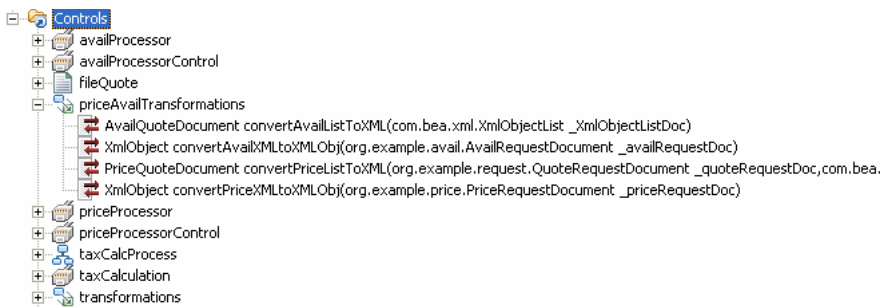 Controls
availProcessor
availProcessorControl
fileQuote
priceAvailTransformations
AvailQuoteDocument convertAvailListToXML(com.bea.xml.XmlObjectList _XmlObjectListDoc)
XmlObject convertAvailXMLtoXMLObj(org.example.avail.AvailRequestDocument _availRequestDoc)
PriceQuoteDocument convertPriceListToXML(org.example.request.QuoteRequestDocument _quoteRequestDoc,com.bea.
XmlObject convertPriceXMLtoXMLObj(org.example.price.PriceRequestDocument _priceRequestDoc)
priceProcessor
priceProcessorControl
taxCalcProcess
taxCalculation
transformations